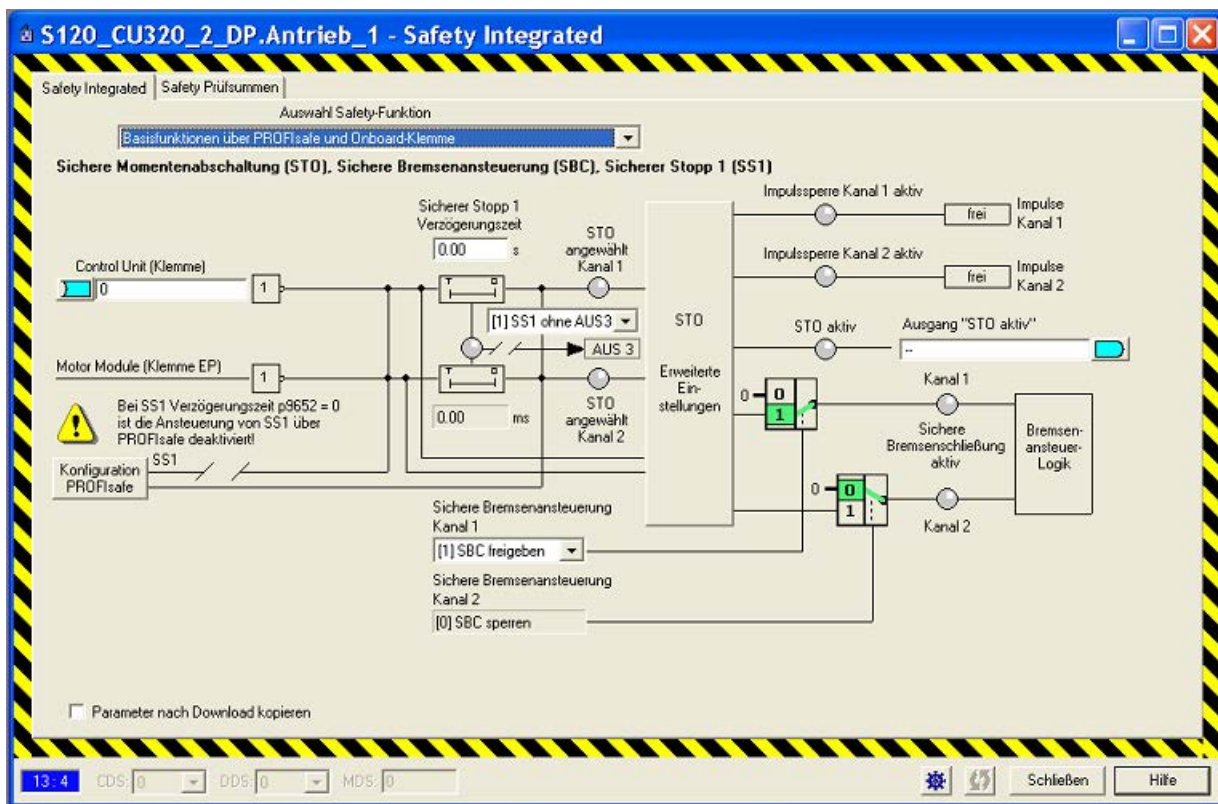 S120_CU320_2_DP.Antrieb_1 - Safety Integrated
Safety Integrated
Safety Prüfsummen
Auswahl Safety-Funktion
Basisfunktionen über PROFIsafe und Onboard-Klemme
Sichere Momentenabschaltung (STO), Sichere Bremsenansteuerung (SBC), Sicherer Stopp 1 (SS1)
Sicherer Stopp 1
Verzögerungszeit
0.00 s
STO
angewählt
Kanal 1
Impulssperre Kanal 1 aktiv
frei
Impulse
Kanal 1
Impulssperre Kanal 2 aktiv
frei
Impulse
Kanal 2
Control Unit (Klemme)
0
1
T 0
[1] SS1 ohne AUS3
AUS 3
STO
Erweiterte
Ein-
stellungen
STO aktiv
Ausgang "STO aktiv"
--
Motor Module (Klemme EP)
1
T 0
0.00 ms
STO
angewählt
Kanal 2
Bei SS1 Verzögerungszeit p9652 = 0
ist die Ansteuerung von SS1 über
PROFIsafe deaktiviert!
Konfiguration
PROFIsafe
SS1
0
0
1
Kanal 1
Sichere
Bremsenschließung
aktiv
0
0
1
Kanal 2
Bremsen-
ansteuer-
Logik
Sichere Bremsenansteuerung
Kanal 1
[1] SBC freigeben
Sichere Bremsenansteuerung
Kanal 2
[0] SBC sperren
Parameter nach Download kopieren
13: 4
CDS: 0
DDS: 0
MDS: 0
Schließen
Hilfe